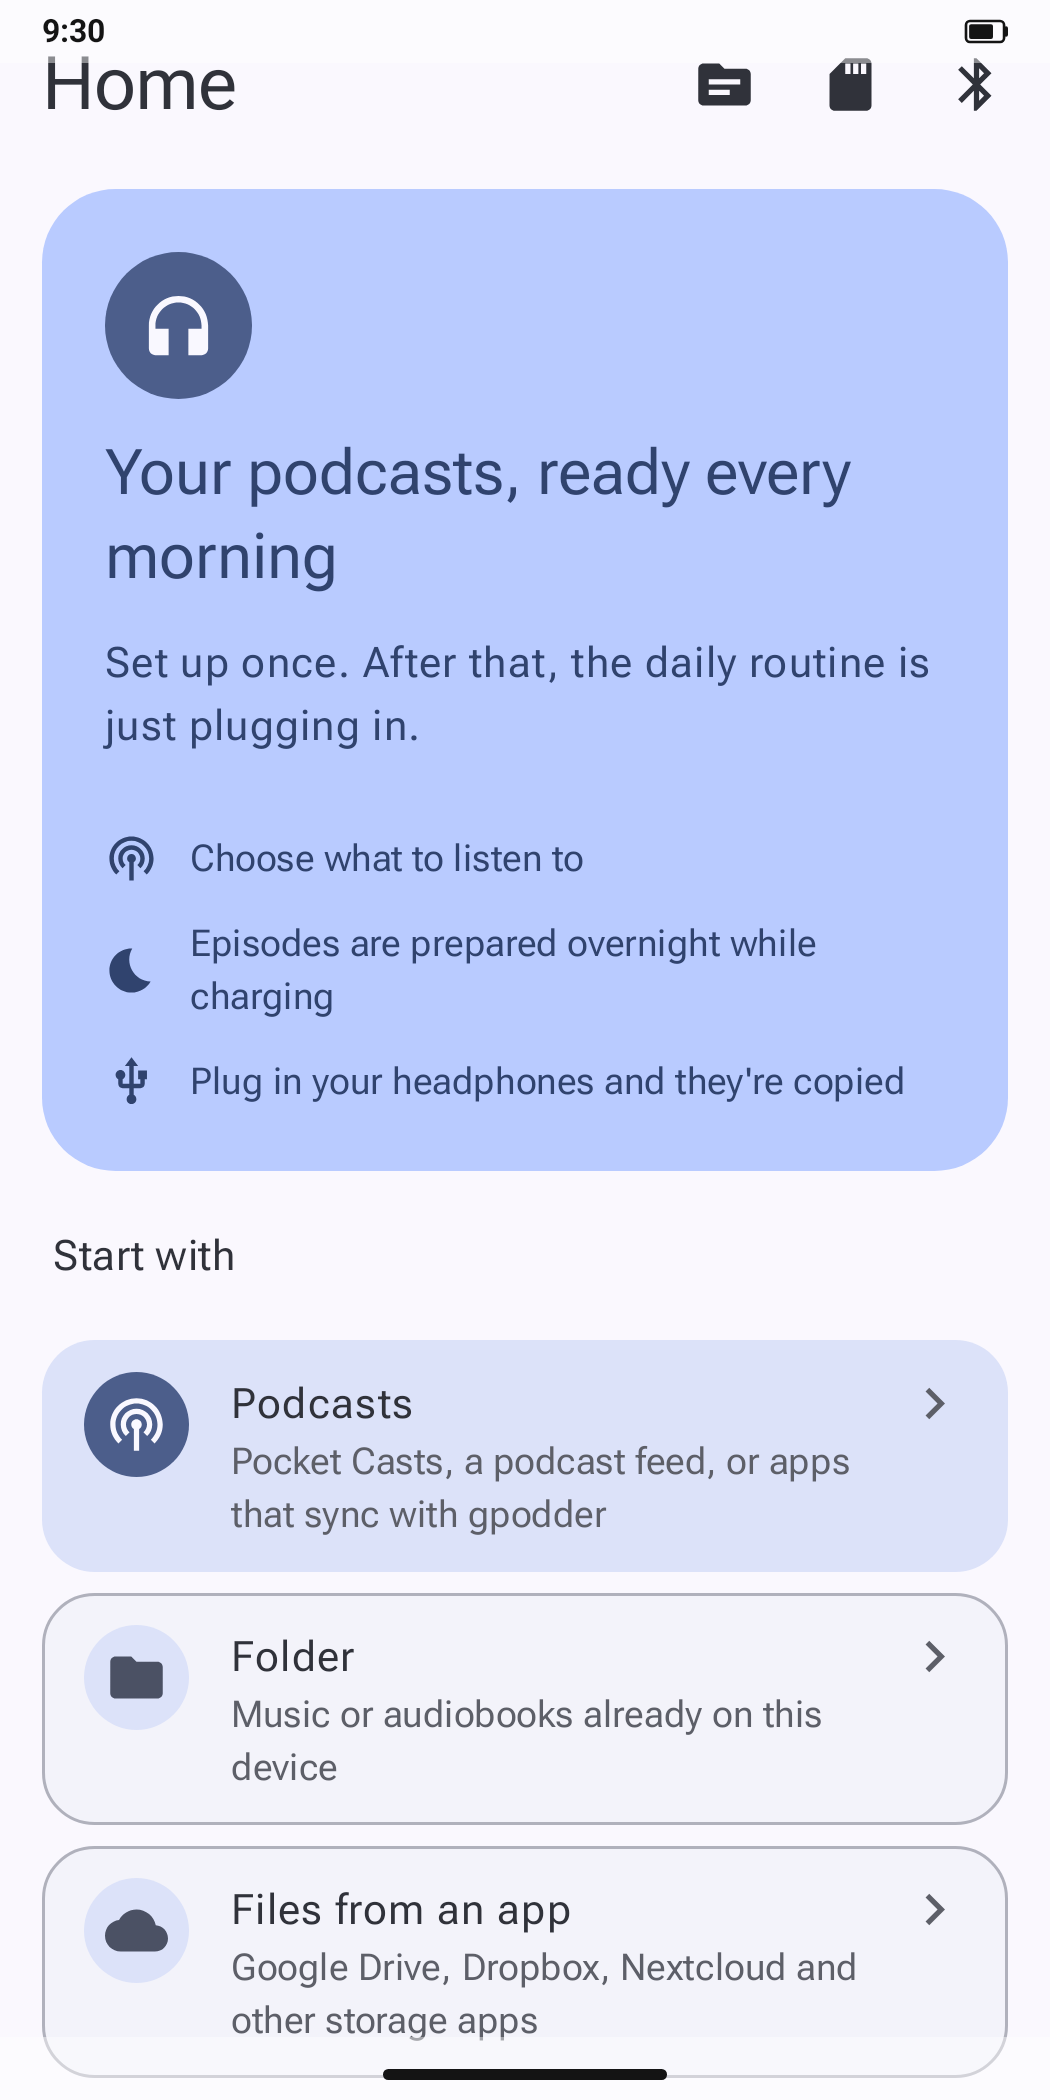 9:30
Home
Your podcasts, ready every
morning
Set up once. After that, the daily routine is
just plugging in.
Choose what to listen to
Episodes are prepared overnight while
charging
Plug in your headphones and they're copied
Start with
Podcasts
Pocket Casts, a podcast feed, or apps
that sync with gpodder
Folder
Music or audiobooks already on this
device
Files from an app
Google Drive, Dropbox, Nextcloud and
other storage apps